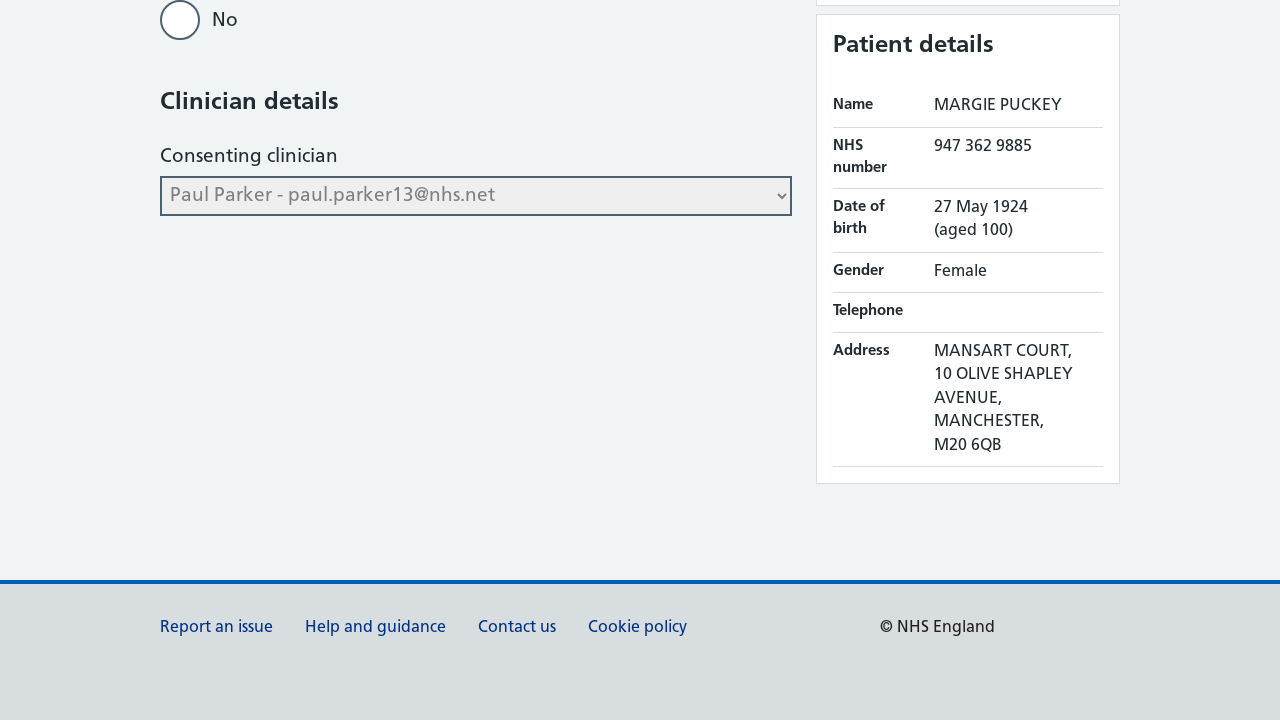 No
Clinician details
Consenting clinician
Paul Parker - paul.parker13@nhs.net
Patient details
Name MARGIE PUCKEY
NHS number 947 362 9885
Date of birth 27 May 1924
(aged 100)
Gender Female
Telephone
Address MANSART COURT,
10 OLIVE SHAPLEY
AVENUE,
MANCHESTER,
M20 6QB
Report an issue Help and guidance Contact us Cookie policy © NHS England